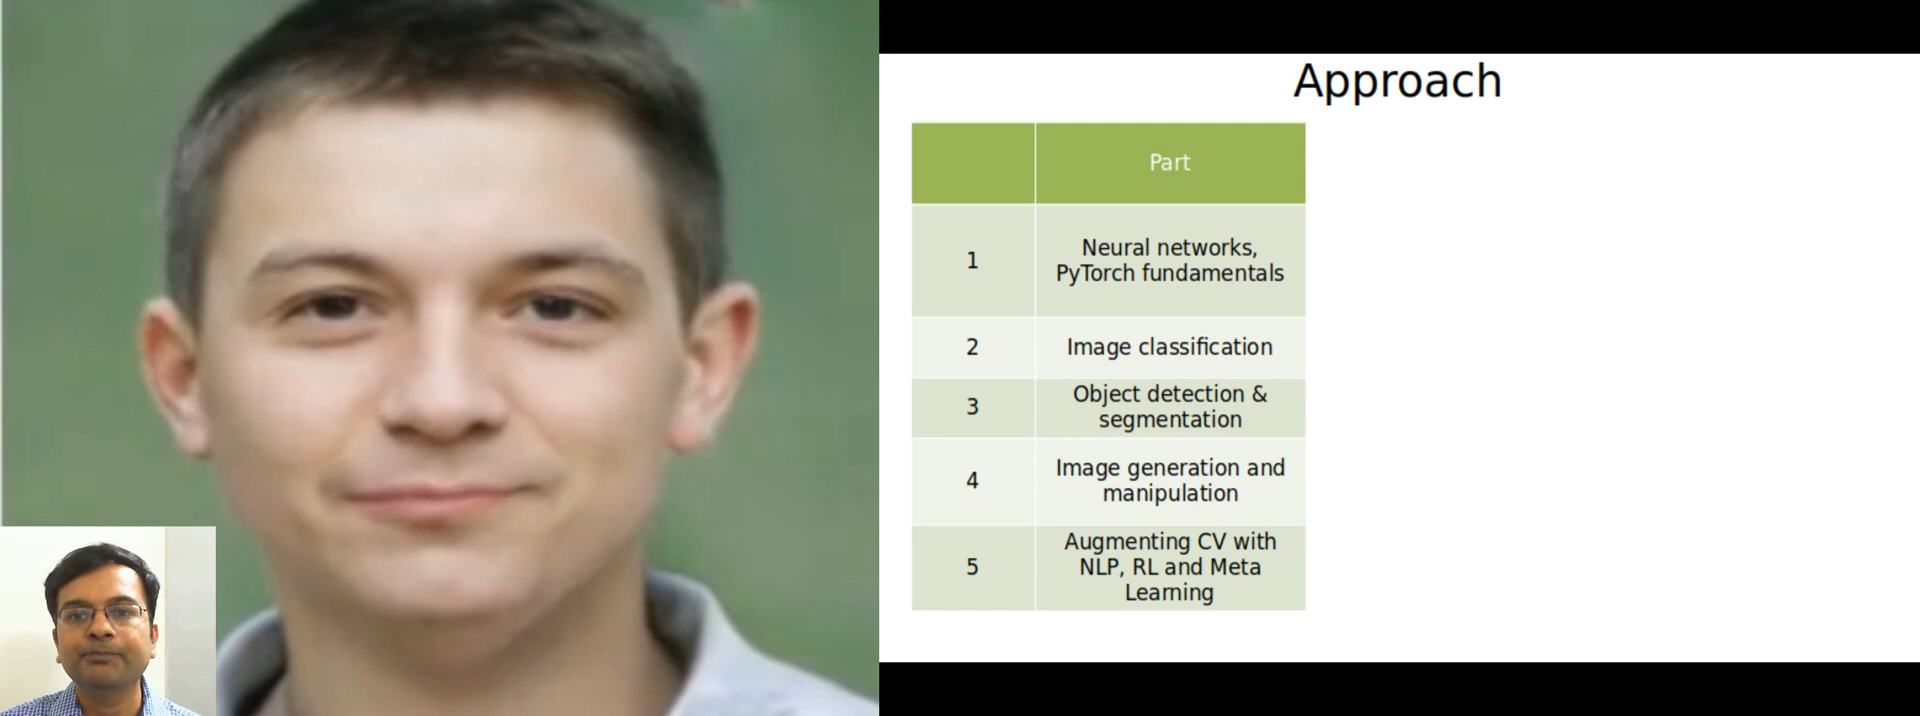 Approach
Part
1
Neural networks,
PyTorch fundamentals
2
Image classification
3
Object detection &
segmentation
4
Image generation and
manipulation
5
Augmenting CV with
NLP, RL and Meta
Learning